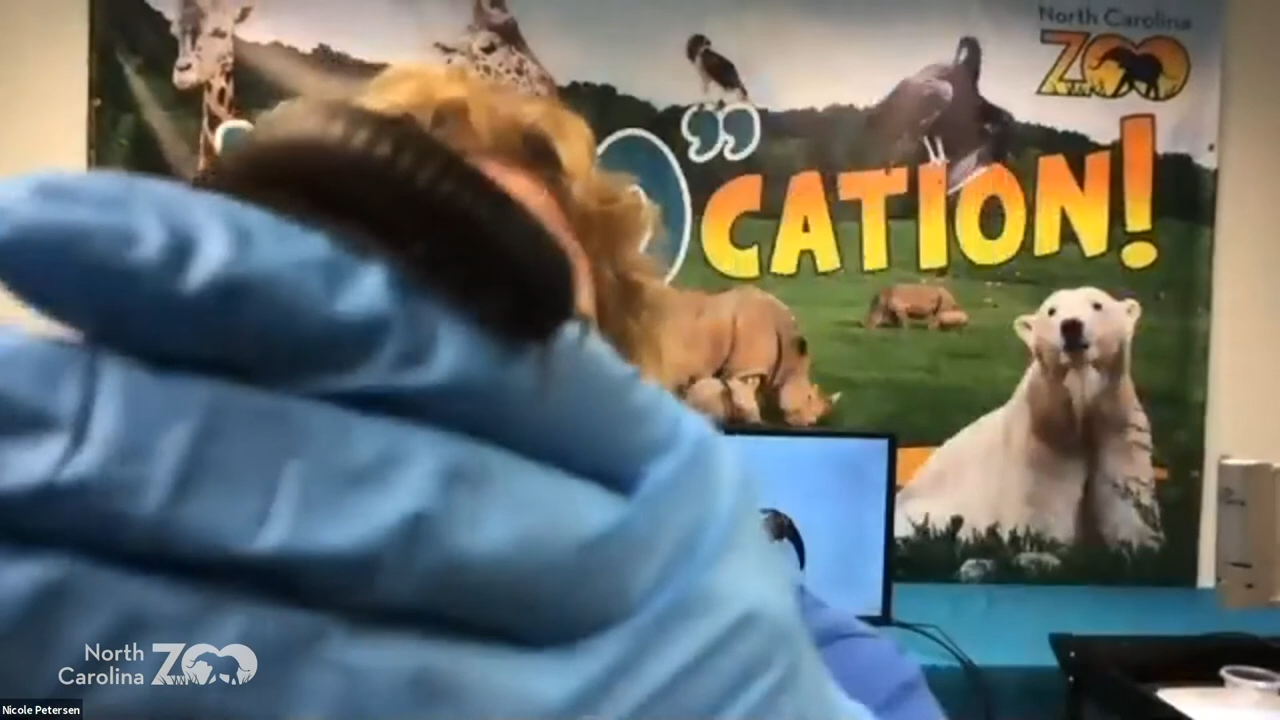 North Carolina
ZOO
”CATION!
North
Carolina ZOO
Nicole Petersen